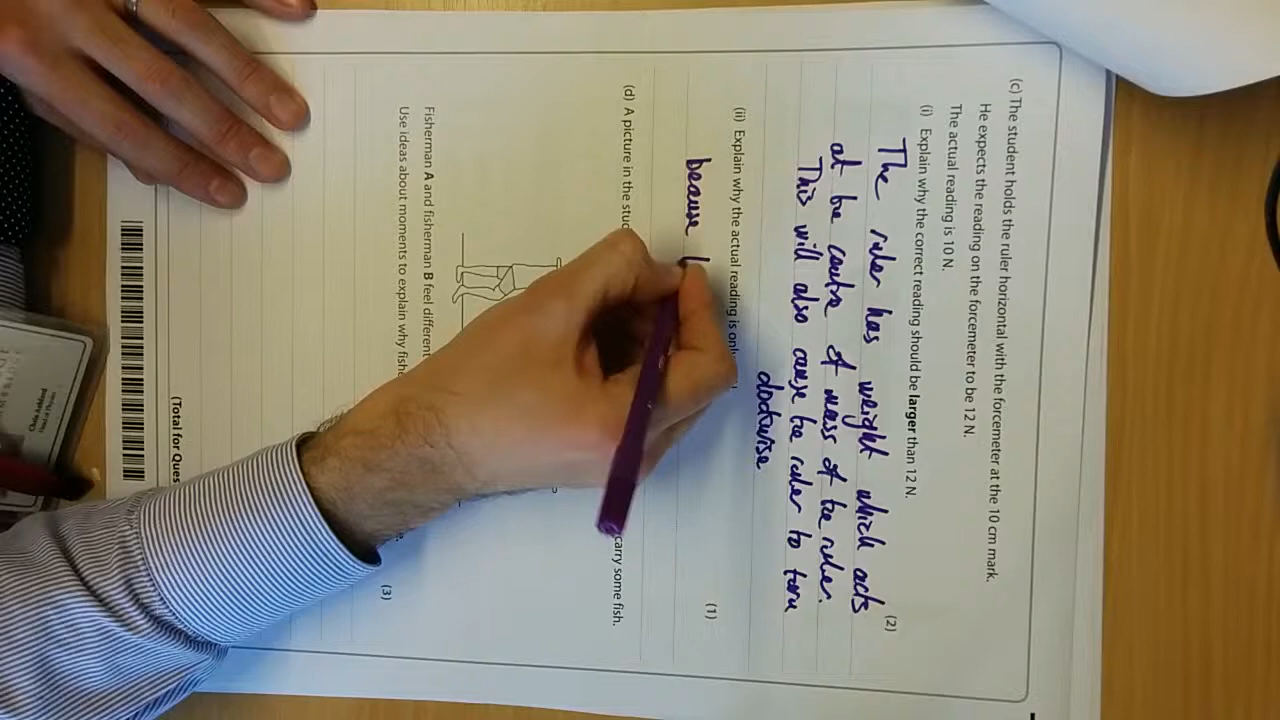 (c) The student holds the ruler horizontal with the forcemeter at the 10 cm mark.
He expects the reading on the forcemeter to be 12 N.
The actual reading is 10 N.
(i) Explain why the correct reading should be larger than 12 N.
(2)
The ruler has weight which acts
at the centre of mass of the ruler.
This will also cause the ruler to turn
clockwise
(ii) Explain why the actual reading is only
(1)
because
(d) A picture in the stud
carry some fish.
Fisherman A and fisherman B feel different
Use ideas about moments to explain why fish
(3)
(Total for Ques